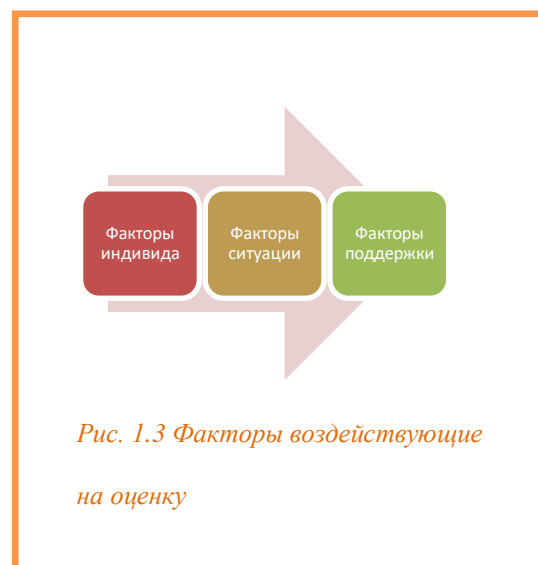 Факторы
индивида
Факторы
ситуации
Факторы
поддержки
Рис. 1.3 Факторы воздействующие
на оценку